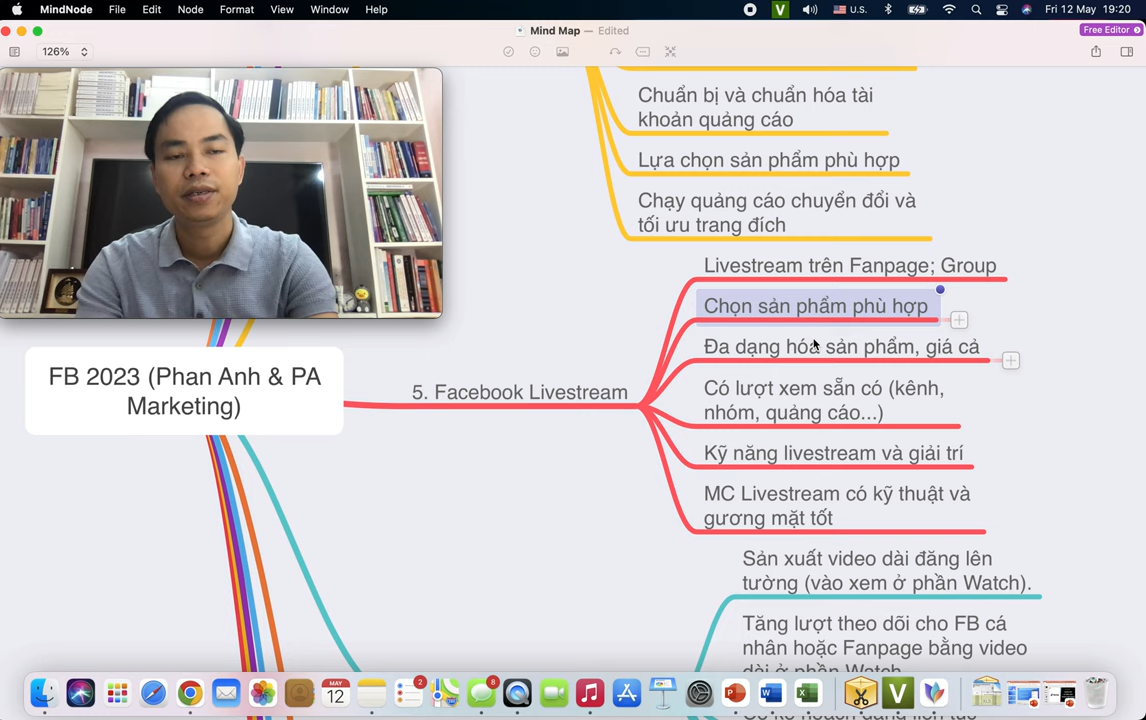 MindNode File Edit Node Format View Window Help
U.S.
Fri 12 May 19:20
Mind Map — Edited
Free Editor
126%
Chuẩn bị và chuẩn hóa tài
khoản quảng cáo
Lựa chọn sản phẩm phù hợp
Chạy quảng cáo chuyển đổi và
tối ưu trang đích
FB 2023 (Phan Anh & PA
Marketing)
5. Facebook Livestream
Livestream trên Fanpage; Group
Chọn sản phẩm phù hợp
Đa dạng hóa sản phẩm, giá cả
Có lượt xem sẵn có (kênh,
nhóm, quảng cáo...)
Kỹ năng livestream và giải trí
MC Livestream có kỹ thuật và
gương mặt tốt
Sản xuất video dài đăng lên
tường (vào xem ở phần Watch).
Tăng lượt theo dõi cho FB cá
nhân hoặc Fanpage bằng video
dài ở phần Watch
MAY
12
2
8